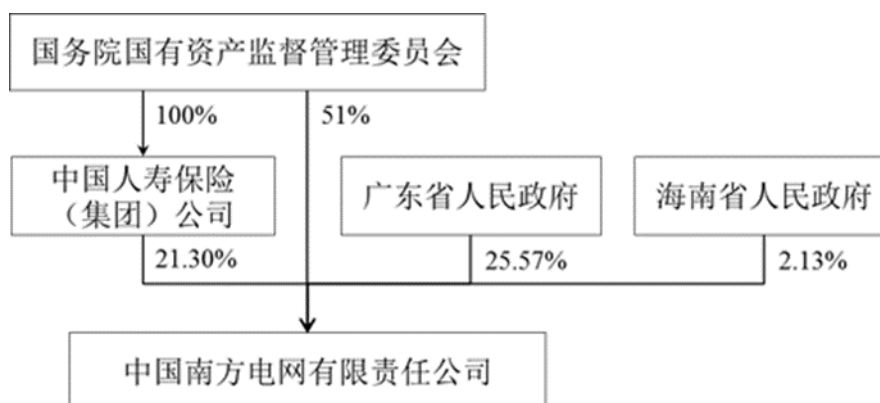 国务院国有资产监督管理委员会
100%
51%
中国人寿保险
（集团）公司
广东省人民政府
海南省人民政府
21.30%
25.57%
2.13%
中国南方电网有限责任公司